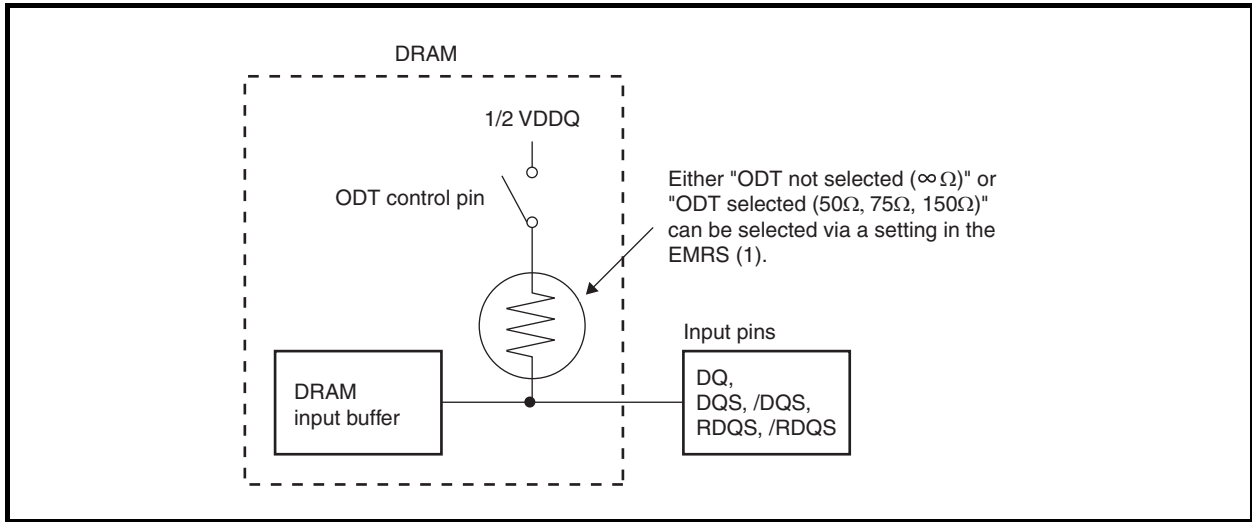 DRAM
1/2 VDDQ
ODT control pin
Either "ODT not selected (∞ Ω)" or
"ODT selected (50Ω, 75Ω, 150Ω)"
can be selected via a setting in the
EMRS (1).
Input pins
DRAM
input buffer
DQ,
DQS, /DQS,
RDQS, /RDQS